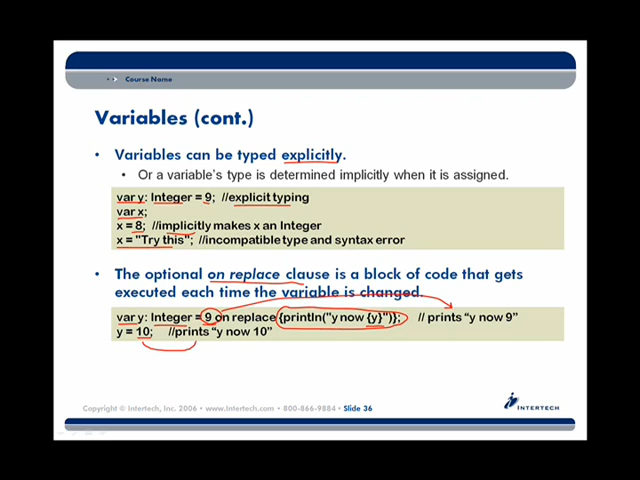 Course Name
Variables (cont.)
• Variables can be typed explicitly.
• Or a variable's type is determined implicitly when it is assigned.
var y: Integer = 9; //explicit typing
var x;
x = 8; //implicitly makes x an Integer
x = "Try this"; //incompatible type and syntax error
• The optional on replace clause is a block of code that gets
executed each time the variable is changed.
var y: Integer = 9 on replace {println("y now {y}")}; // prints "y now 9"
y = 10; //prints "y now 10"
Copyright © Intertech, Inc. 2006 • www.Intertech.com • 800-866-9884 • Slide 36
INTERTECH